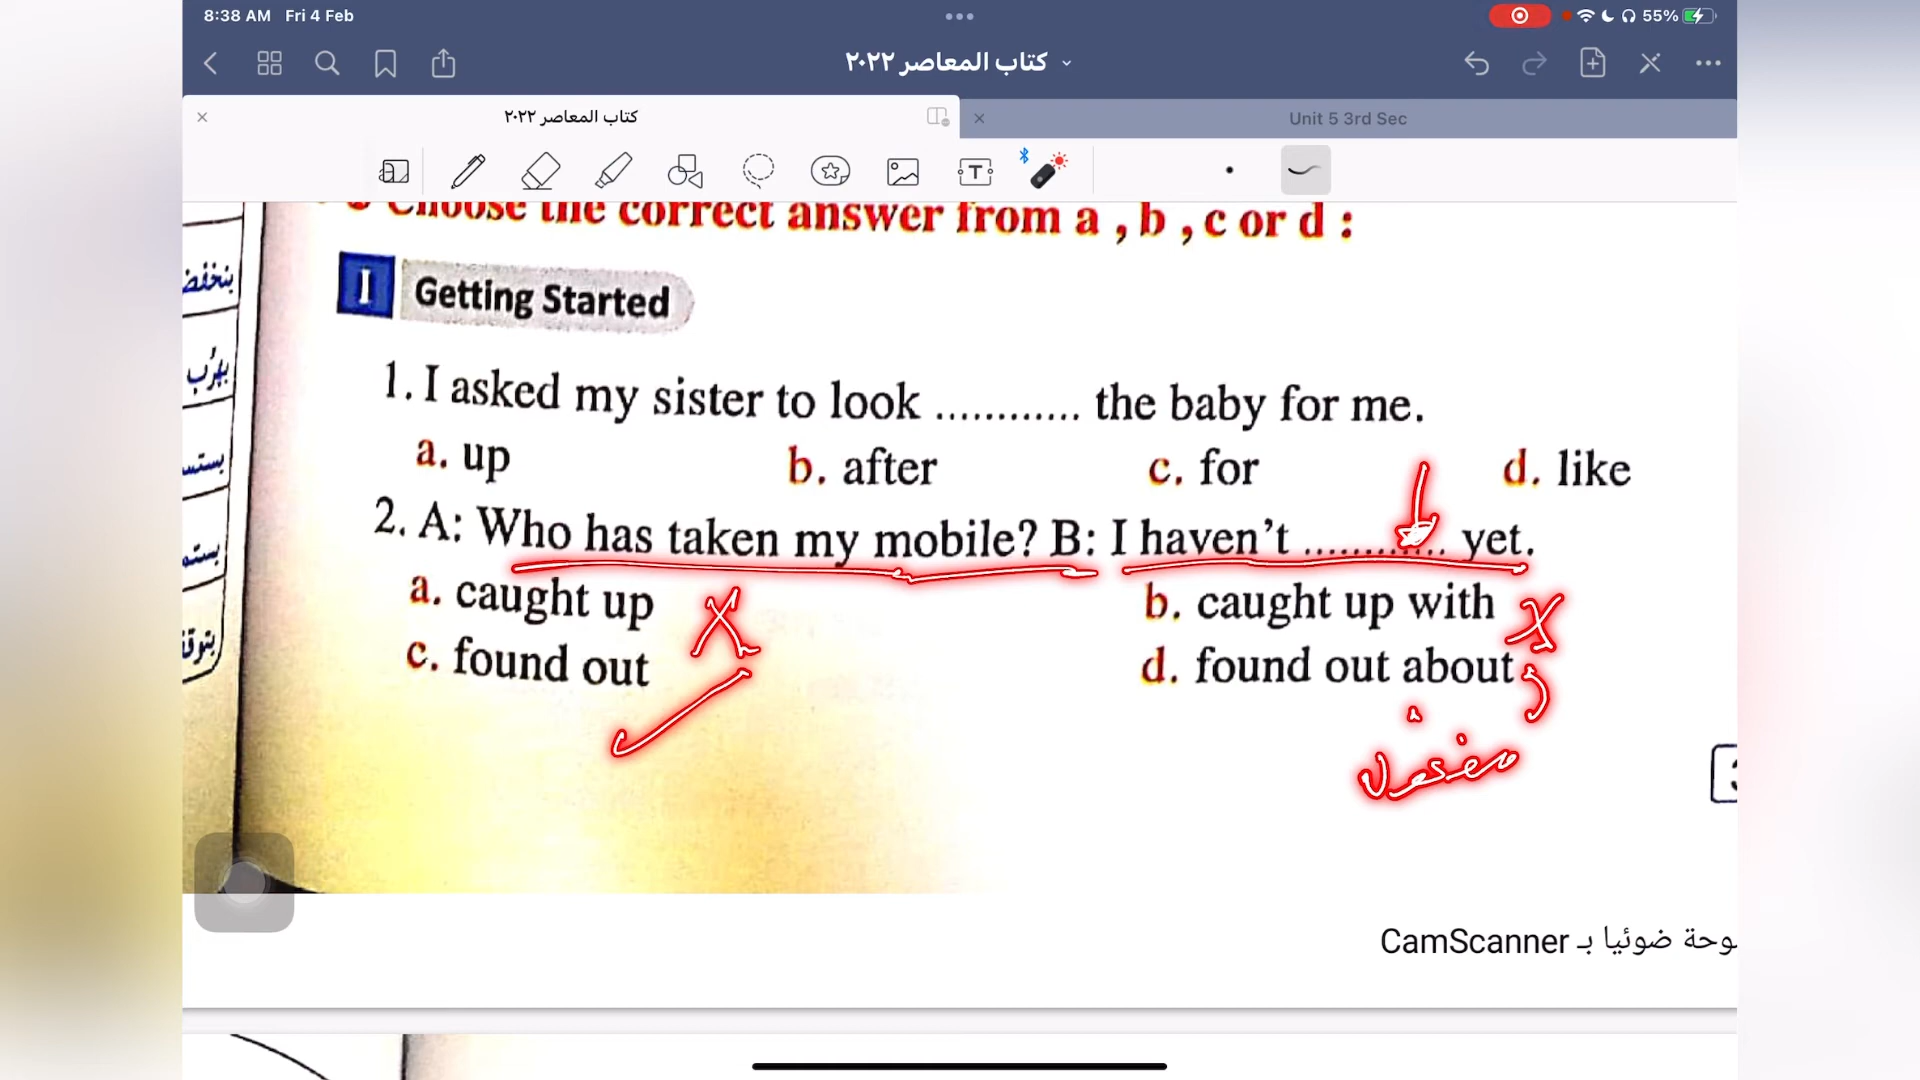 8:38 AM Fri 4 Feb
55%
كتاب المعاصر ٢٠٢٢
كتاب المعاصر ٢٠٢٢
Unit 5 3rd Sec
Choose the correct answer from a , b , c or d :
I Getting Started
1. I asked my sister to look ............ the baby for me.
a. up b. after c. for d. like
2. A: Who has taken my mobile? B: I haven't ............ yet.
a. caught up b. caught up with
c. found out d. found out about
مفعول
CamScanner بـ ضوئيا